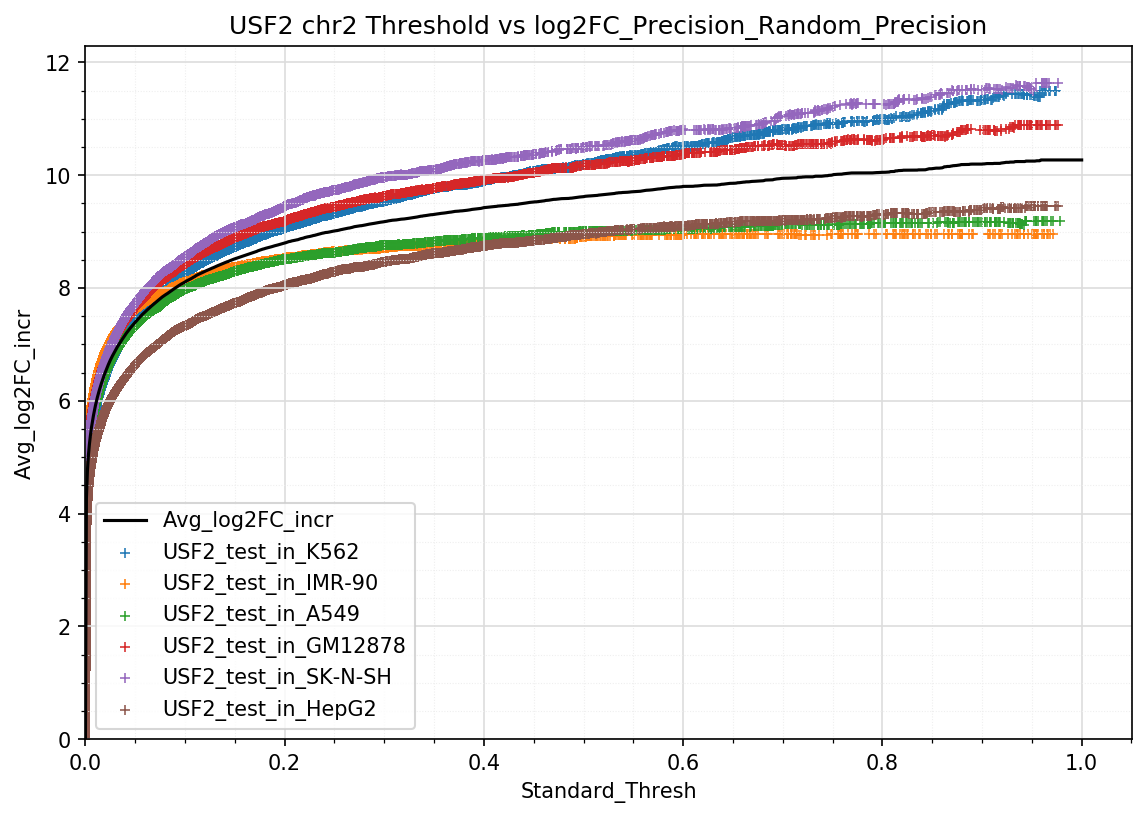 USF2 chr2 Threshold vs log2FC_Precision_Random_Precision
12
10
8
6
4
2
0
Avg_log2FC_incr
Avg_log2FC_incr
USF2_test_in_K562
USF2_test_in_IMR-90
USF2_test_in_A549
USF2_test_in_GM12878
USF2_test_in_SK-N-SH
USF2_test_in_HepG2
0.0 0.2 0.4 0.6 0.8 1.0
Standard_Thresh